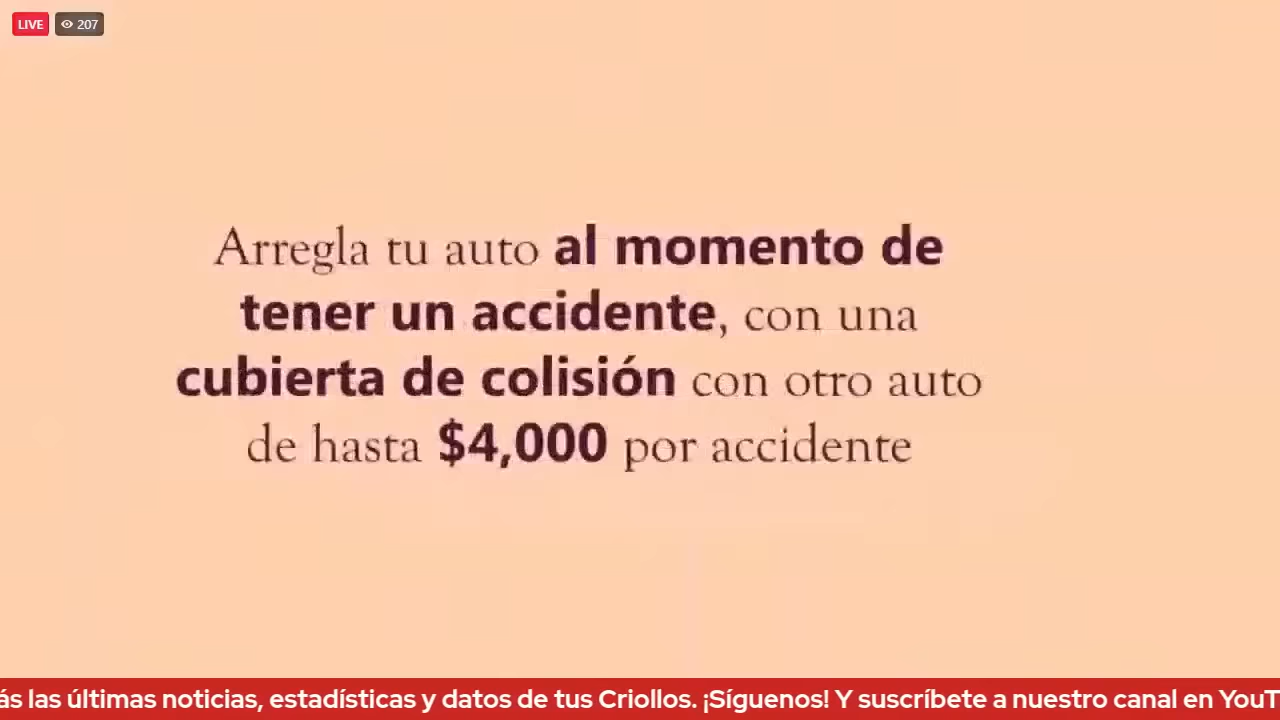 LIVE 207
Arregla tu auto al momento de
tener un accidente, con una
cubierta de colisión con otro auto
de hasta $4,000 por accidente
las últimas noticias, estadísticas y datos de tus Criollos. ¡Síguenos! Y suscríbete a nuestro canal en